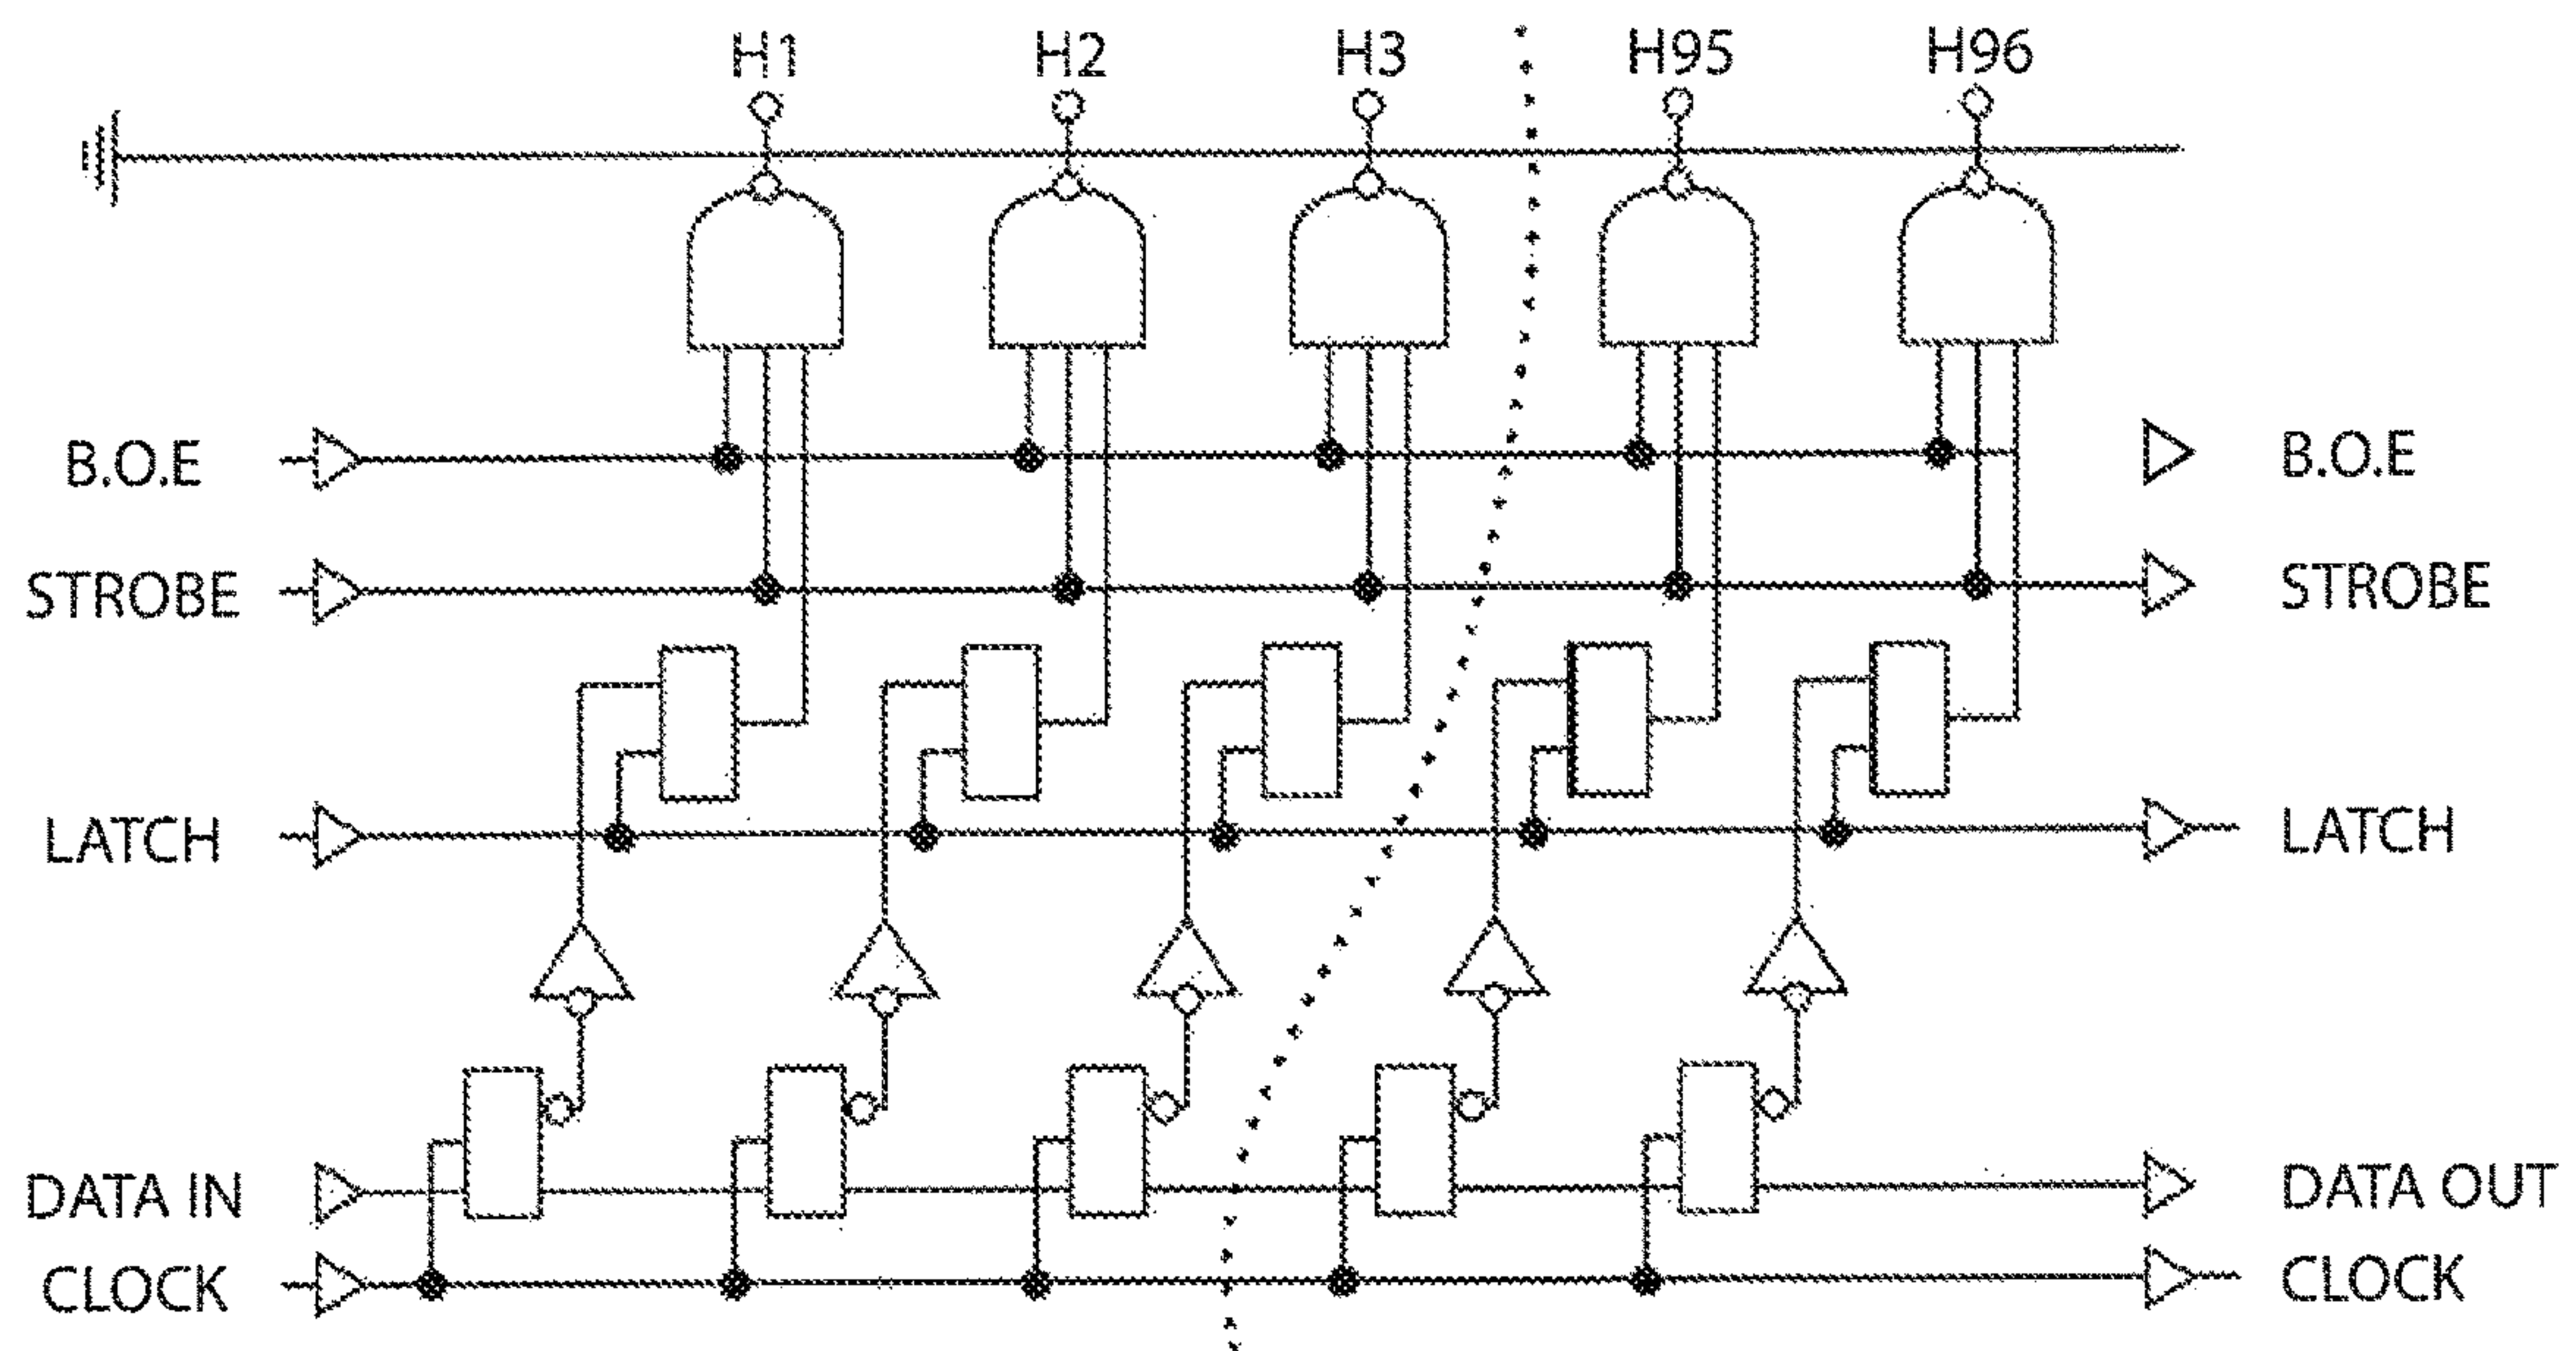 H1 H2 H3 H95 H96
B.O.E B.O.E
STROBE STROBE
LATCH LATCH
DATA IN DATA OUT
CLOCK CLOCK